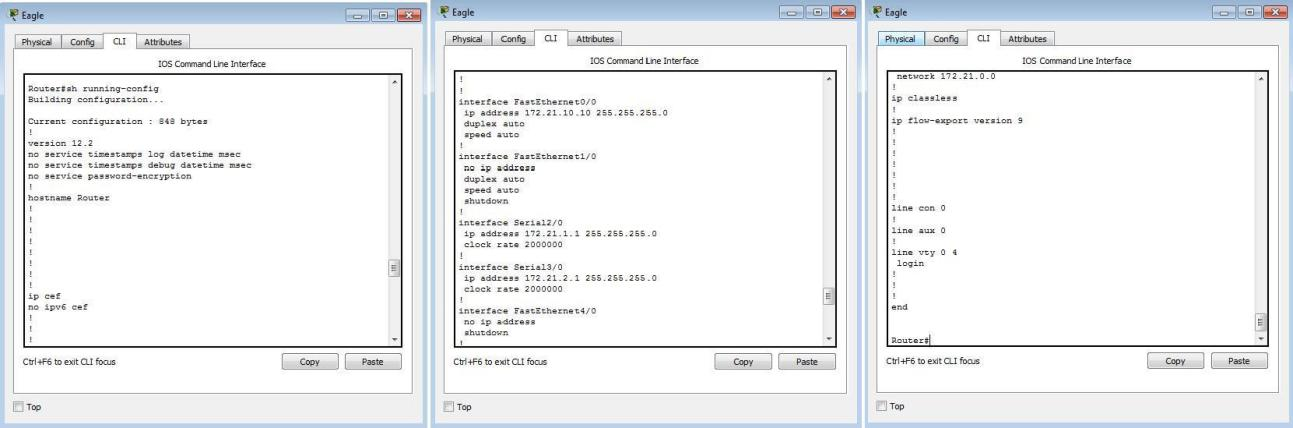 Eagle
Physical Config CLI Attributes
IOS Command Line Interface
Router#sh running-config
Building configuration...
Current configuration : 848 bytes
!
version 12.2
no service timestamps log datetime msec
no service timestamps debug datetime msec
no service password-encryption
!
hostname Router
!
!
!
!
!
!
!
!
ip cef
no ipv6 cef
!
!
!
Ctrl+F6 to exit CLI focus
Copy Paste
Top
Eagle
Physical Config CLI Attributes
IOS Command Line Interface
!
!
interface FastEthernet0/0
ip address 172.21.10.10 255.255.255.0
duplex auto
speed auto
!
interface FastEthernet1/0
no ip address
duplex auto
speed auto
shutdown
!
interface Serial2/0
ip address 172.21.1.1 255.255.255.0
clock rate 2000000
!
interface Serial3/0
ip address 172.21.2.1 255.255.255.0
clock rate 2000000
!
interface FastEthernet4/0
no ip address
shutdown
!
Ctrl+F6 to exit CLI focus
Copy Paste
Top
Eagle
Physical Config CLI Attributes
IOS Command Line Interface
network 172.21.0.0
!
ip classless
!
ip flow-export version 9
!
!
!
!
!
!
!
line con 0
!
line aux 0
!
line vty 0 4
login
!
!
!
end
Router#
Ctrl+F6 to exit CLI focus
Copy Paste
Top